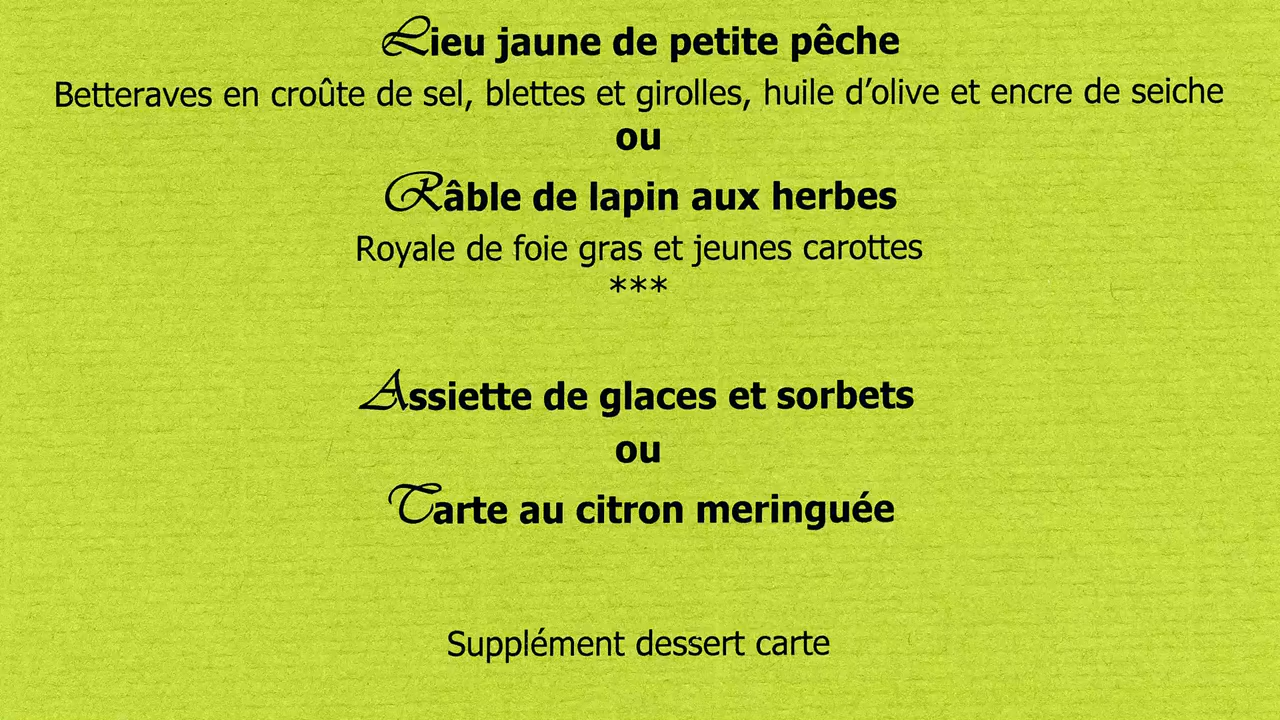 Lieu jaune de petite pêche
Betteraves en croûte de sel, blettes et girolles, huile d’olive et encre de seiche
ou
Râble de lapin aux herbes
Royale de foie gras et jeunes carottes
***
Assiette de glaces et sorbets
ou
Tarte au citron meringuée
Supplément dessert carte